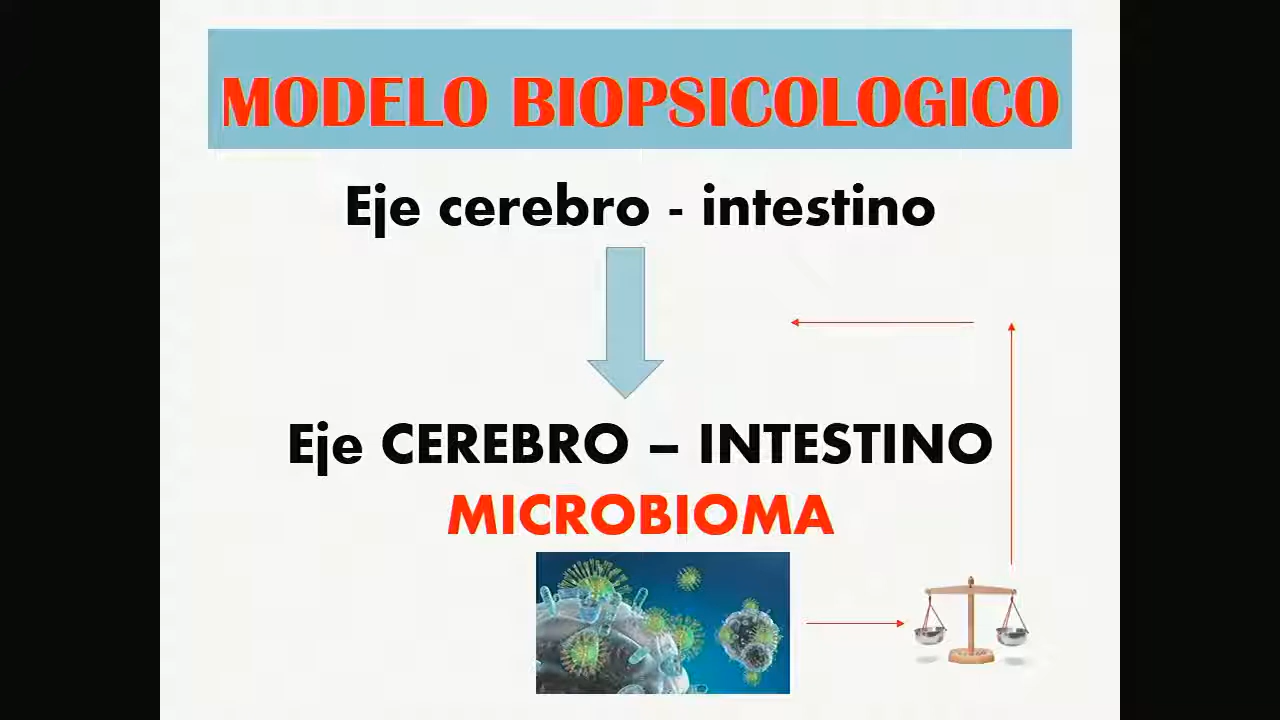 MODELO BIOPSICOLOGICO
Eje cerebro - intestino
Eje CEREBRO – INTESTINO
MICROBIOMA